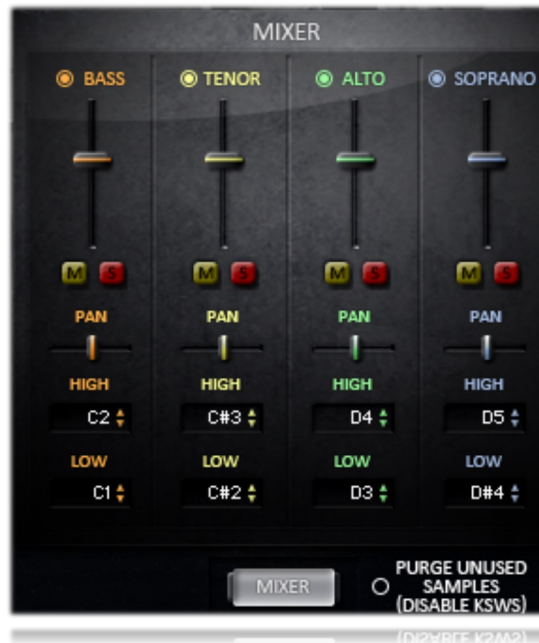 MIXER
BASS TENOR ALTO SOPRANO
M S M S M S M S
PAN PAN PAN PAN
HIGH HIGH HIGH HIGH
C2 C#3 D4 D5
LOW LOW LOW LOW
C1 C#2 D3 D#4
MIXER
PURGE UNUSED
SAMPLES
(DISABLE KSWS)